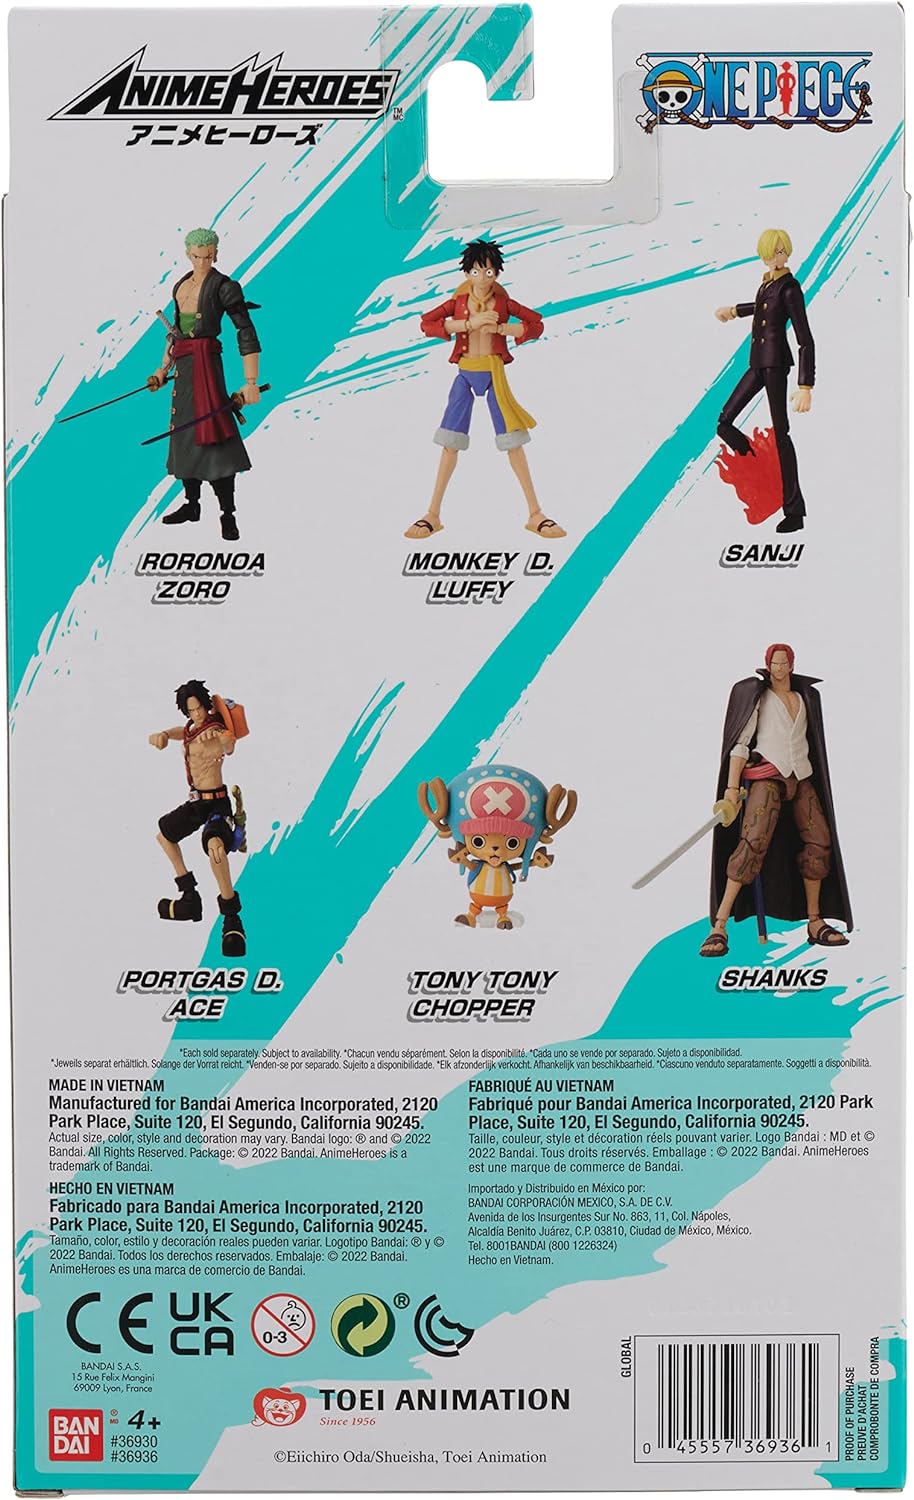 ANIMEHEROES
TM
MC
アニメヒーローズ
ONE PIECE
RORONOA
ZORO
MONKEY D.
LUFFY
SANJI
PORTGAS D.
ACE
TONY TONY
CHOPPER
SHANKS
*Each sold separately. Subject to availability. *Chacun vendu séparément. Selon la disponibilité. *Cada uno se vende por separado. Sujeto a disponibilidad.
*Jeweils separat erhältlich. Solange der Vorrat reicht.*Venden-se por separado. Sujeito a disponibilidade. *Elk afzonderlijk verkocht. Afhankelijk van beschikbaarheid. *Ciascuno venduto separatamente. Soggetti a disponibilità.
MADE IN VIETNAM
Manufactured for Bandai America Incorporated, 2120
Park Place, Suite 120, El Segundo, California 90245.
Actual size, color, style and decoration may vary. Bandai logo: ® and © 2022
Bandai. All Rights Reserved. Package: © 2022 Bandai. AnimeHeroes is a
trademark of Bandai.
HECHO EN VIETNAM
Fabricado para Bandai America Incorporated, 2120
Park Place, Suite 120, El Segundo, California 90245.
Tamaño, color, estilo y decoración reales pueden variar. Logotipo Bandai: ® y ©
2022 Bandai. Todos los derechos reservados. Embalaje: © 2022 Bandai.
AnimeHeroes es una marca de comercio de Bandai.
FABRIQUÉ AU VIETNAM
Fabriqué pour Bandai America Incorporated, 2120 Park
Place, Suite 120, El Segundo, California 90245.
Taille, couleur, style et décoration réels pouvant varier. Logo Bandai : MD et ©
2022 Bandai. Tous droits réservés. Emballage : © 2022 Bandai. AnimeHeroes
est une marque de commerce de Bandai.
Importado y Distribuido en México por:
BANDAI CORPORACIÓN MEXICO, S.A. DE C.V.
Avenida de los Insurgentes Sur No. 863, 11, Col. Nápoles,
Alcaldía Benito Juárez, C.P. 03810, Ciudad de México, México.
Tel. 8001BANDAI (800 1226324)
Hecho en Vietnam.
CE
UK
CA
0-3
®
BANDAI S.A.S.
15 Rue Felix Mangini
69009 Lyon, France
BAN
DAI
®
MD
4+
#36930
#36936
TOEI ANIMATION
Since 1956
©Eiichiro Oda/Shueisha, Toei Animation
GLOBAL
0 45557 36936 1
PROOF OF PURCHASE
PREUVE D'ACHAT
COMPROBONTE DE COMPRA